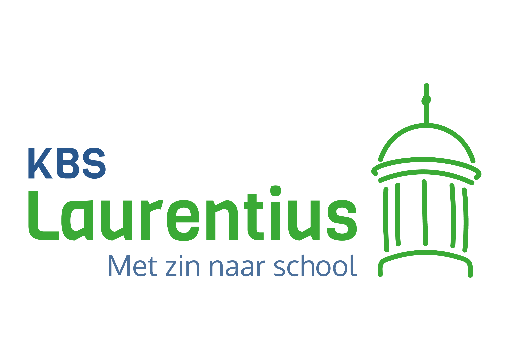 KBS
Laurentius
Met zin naar school